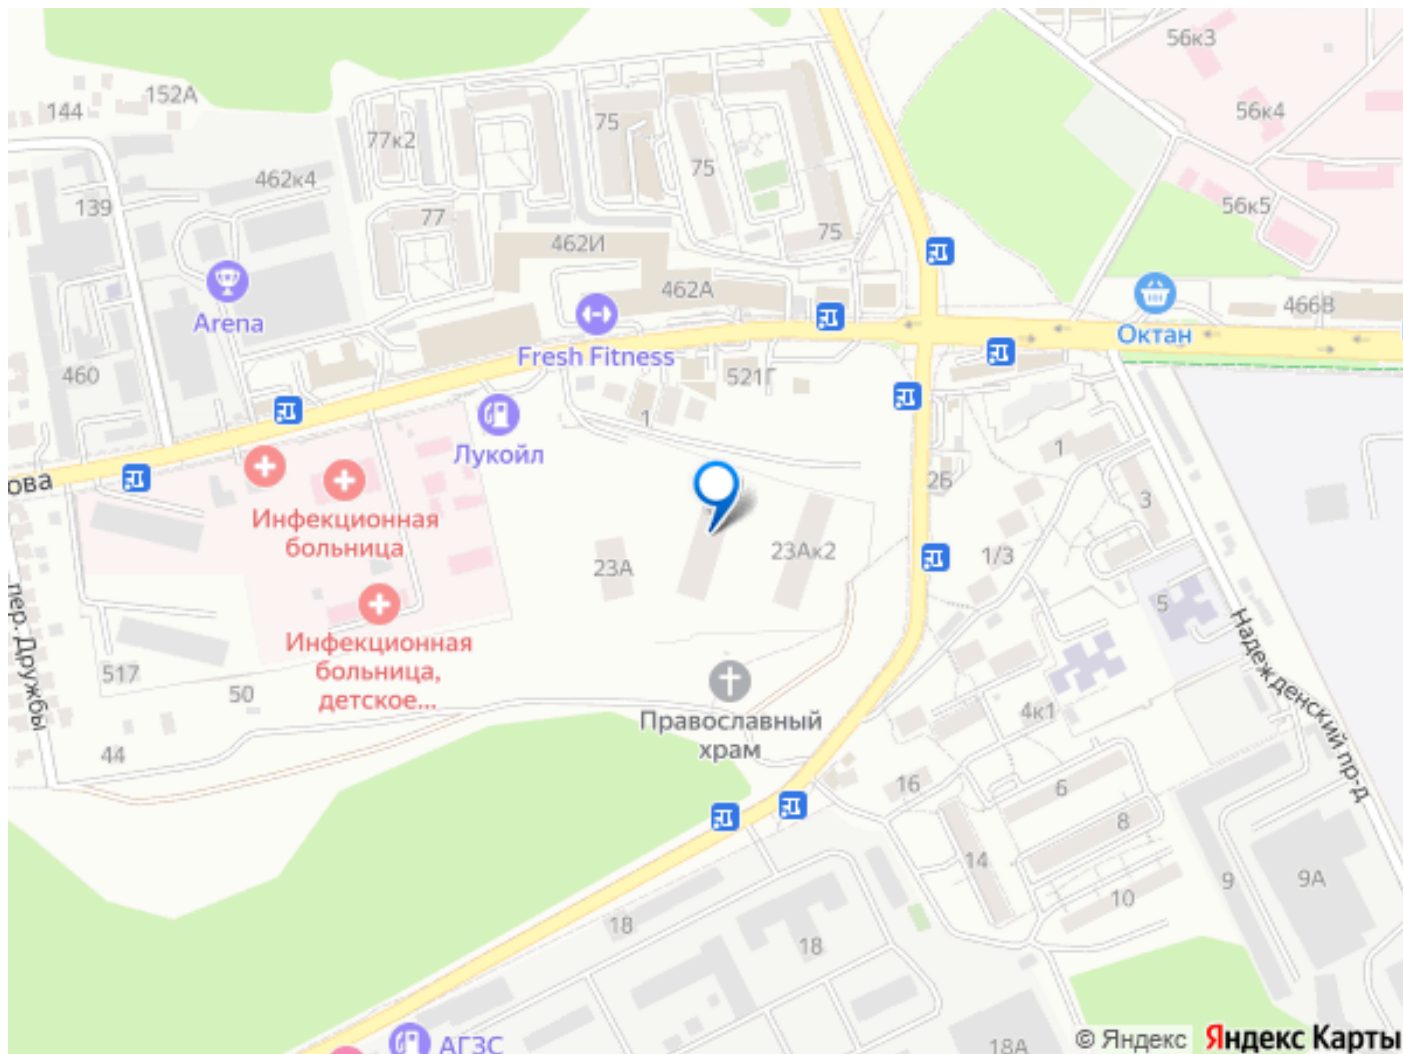 56к3
152А
144
75
56к4
77к2
75
462к4
56к5
139
77
75
462И
462А
466В
Arena
Октан
Fresh Fitness
521Г
460
1
1
Лукойл
2Б
ова
3
Инфекционная
больница
23Ак2
1/3
23А
5
пер. Дружбы
Надежденский пр-д
Инфекционная
больница,
детское...
517
50
Православный
храм
4к1
44
16
6
8
14
9
9А
10
18
18
АГЗС
18А
© Яндекс Яндекс Карты